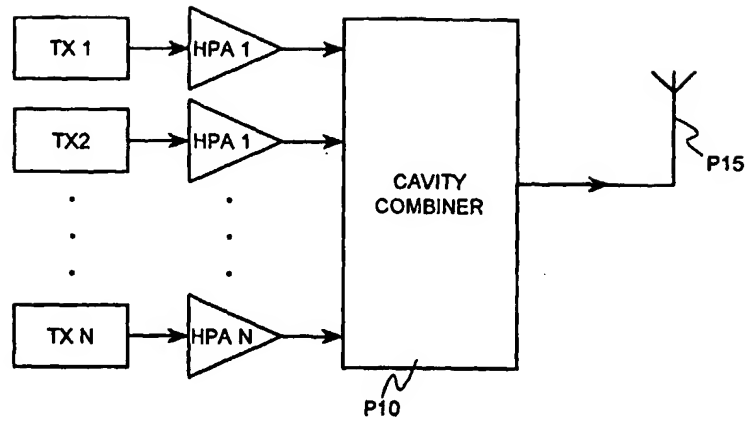 TX 1
HPA 1
TX2
HPA 1
CAVITY
COMBINER
P15
TX N
HPA N
P10